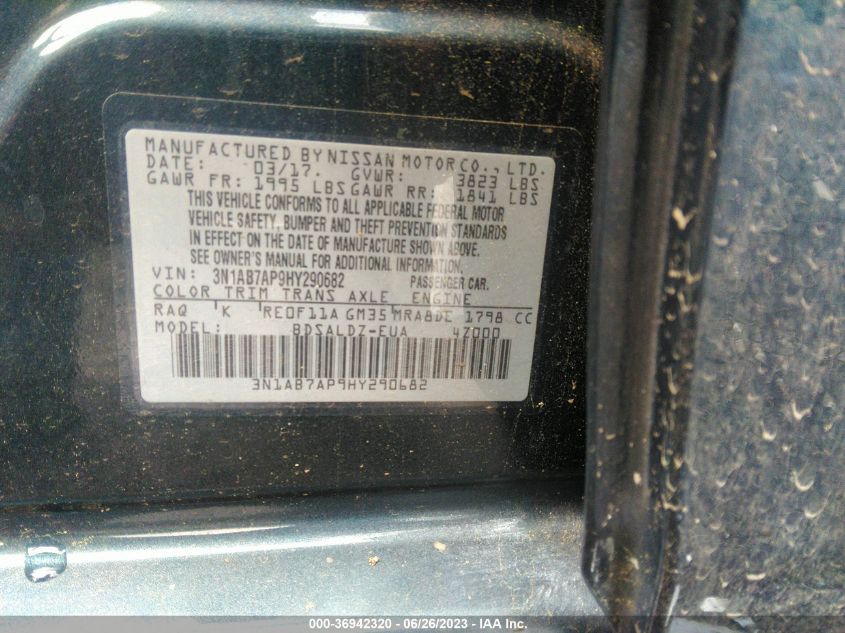 MANUFACTURED BY NISSAN MOTOR CO., LTD.
DATE: 03/17. GVWR: 3823 LBS
GAWR FR: 1995 LBS GAWR RR: 1841 LBS
THIS VEHICLE CONFORMS TO ALL APPLICABLE FEDERAL MOTOR
VEHICLE SAFETY, BUMPER AND THEFT PREVENTION STANDARDS
IN EFFECT ON THE DATE OF MANUFACTURE SHOWN ABOVE.
SEE OWNER'S MANUAL FOR ADDITIONAL INFORMATION.
VIN: 3N1AB7AP9HY290682 PASSENGER CAR.
COLOR TRIM TRANS AXLE ENGINE
RAQ K RE0F11A GM35 MRA8DE 1798 CC
MODEL: BDSALDZ-EUA 4Z000
3N1AB7AP9HY290682
000-36942320 - 06/26/2023 - IAA Inc.